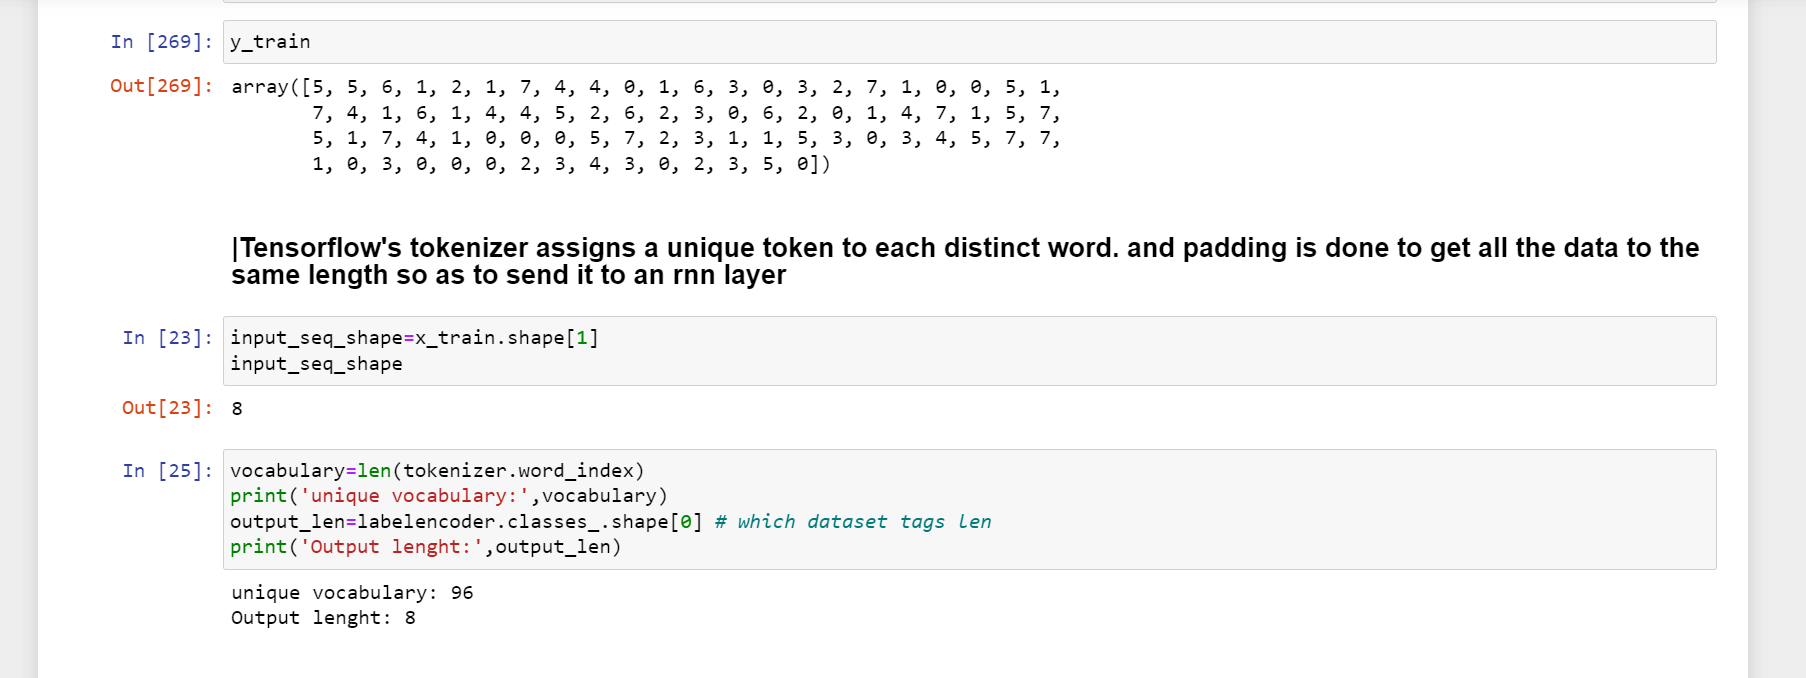 In [269]: y_train
Out[269]: array([5, 5, 6, 1, 2, 1, 7, 4, 4, 0, 1, 6, 3, 0, 3, 2, 7, 1, 0, 0, 5, 1,
7, 4, 1, 6, 1, 4, 4, 5, 2, 6, 2, 3, 0, 6, 2, 0, 1, 4, 7, 1, 5, 7,
5, 1, 7, 4, 1, 0, 0, 0, 5, 7, 2, 3, 1, 1, 5, 3, 0, 3, 4, 5, 7, 7,
1, 0, 3, 0, 0, 0, 2, 3, 4, 3, 0, 2, 3, 5, 0])
|Tensorflow's tokenizer assigns a unique token to each distinct word. and padding is done to get all the data to the
same length so as to send it to an rnn layer
In [23]: input_seq_shape=x_train.shape[1]
input_seq_shape
Out[23]: 8
In [25]: vocabulary=len(tokenizer.word_index)
print('unique vocabulary:',vocabulary)
output_len=labelencoder.classes_.shape[0] # which dataset tags len
print('Output lenght:',output_len)
unique vocabulary: 96
Output lenght: 8